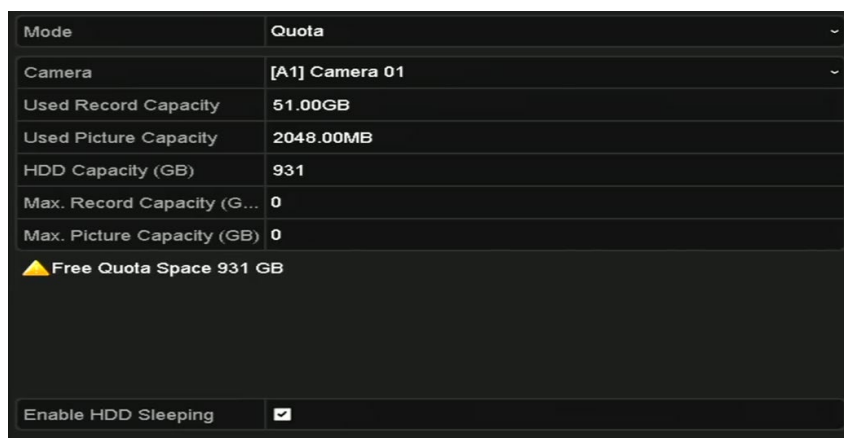 Mode Quota
Camera [A1] Camera 01
Used Record Capacity 51.00GB
Used Picture Capacity 2048.00MB
HDD Capacity (GB) 931
Max. Record Capacity (G... 0
Max. Picture Capacity (GB) 0
Free Quota Space 931 GB
Enable HDD Sleeping